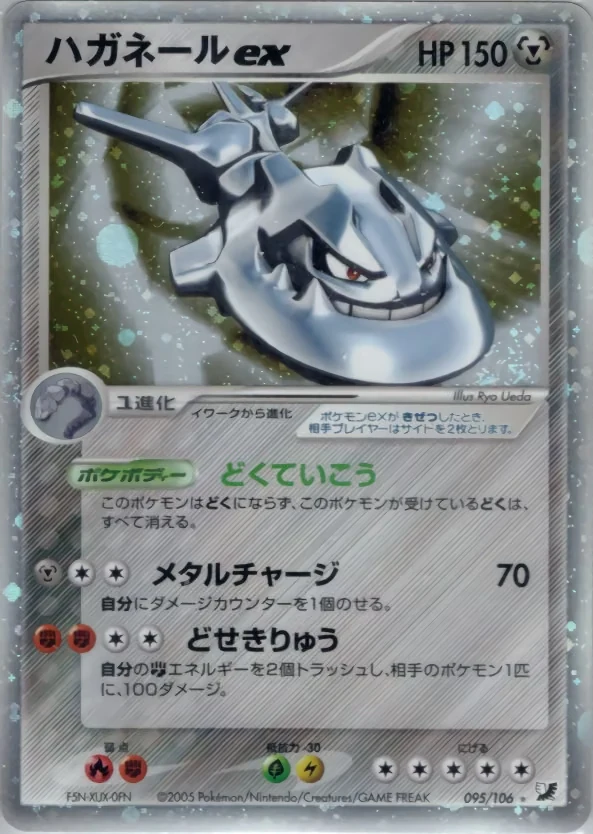 ハガネールex HP150
Illus. Ryo Ueda
1進化 イワークから進化
ポケモンexがきぜつしたとき、
相手プレイヤーはサイドを2枚とります。
ポケボディー どくていこう
このポケモンはどくにならず、このポケモンが受けているどくは、
すべて消える。
メタルチャージ 70
自分にダメージカウンターを1個のせる。
どせきりゅう
自分のエネルギーを2個トラッシュし、相手のポケモン1匹
に、100ダメージ。
弱点 抵抗力 -30 にげる
F5N-XUX-0FN ©2005 Pokémon/Nintendo/Creatures/GAME FREAK 095/106